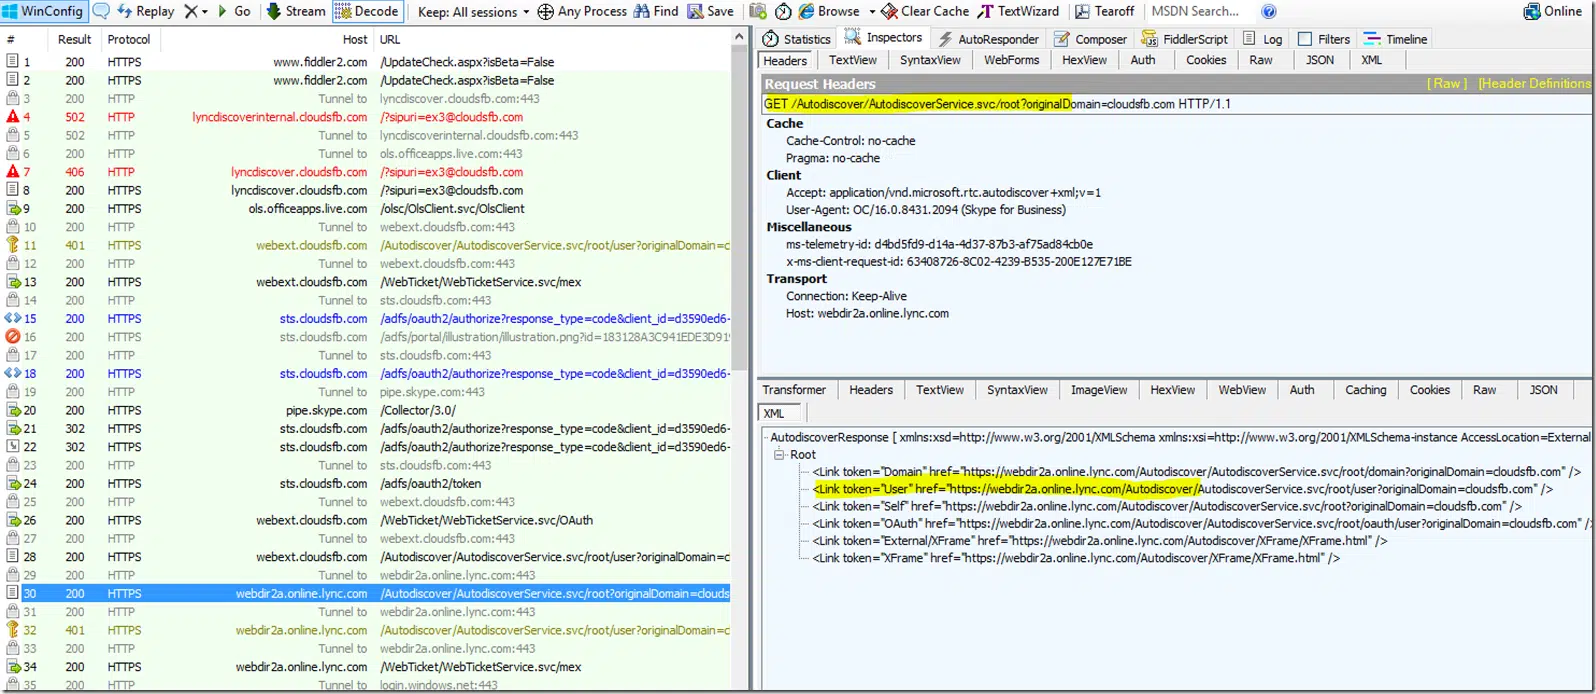 WinConfig Replay X Go Stream Decode Keep: All sessions Any Process Find Save Browse Clear Cache TextWizard Tearoff MSDN Search... Online
# Result Protocol Host URL
1 200 HTTPS www.fiddler2.com /UpdateCheck.aspx?isBeta=False
2 200 HTTPS www.fiddler2.com /UpdateCheck.aspx?isBeta=False
3 200 HTTP Tunnel to lyncdiscover.cloudsfb.com:443
4 502 HTTP lyncdiscoverinternal.cloudsfb.com /?sipuri=ex3@cloudsfb.com
5 502 HTTP Tunnel to lyncdiscoverinternal.cloudsfb.com:443
6 200 HTTP Tunnel to ols.officeapps.live.com:443
7 406 HTTP lyncdiscover.cloudsfb.com /?sipuri=ex3@cloudsfb.com
8 200 HTTPS lyncdiscover.cloudsfb.com /?sipuri=ex3@cloudsfb.com
9 200 HTTPS ols.officeapps.live.com /olsc/OlsClient.svc/OlsClient
10 200 HTTP Tunnel to webext.cloudsfb.com:443
11 401 HTTPS webext.cloudsfb.com /Autodiscover/AutodiscoverService.svc/root/user?originalDomain=c
12 200 HTTP Tunnel to webext.cloudsfb.com:443
13 200 HTTPS webext.cloudsfb.com /WebTicket/WebTicketService.svc/mex
14 200 HTTP Tunnel to sts.cloudsfb.com:443
15 200 HTTPS sts.cloudsfb.com /adfs/oauth2/authorize?response_type=code&client_id=d3590ed6-
16 200 HTTPS sts.cloudsfb.com /adfs/portal/illustration/illustration.png?id=183128A3C941EDE3D919
17 200 HTTP Tunnel to sts.cloudsfb.com:443
18 200 HTTPS sts.cloudsfb.com /adfs/oauth2/authorize?response_type=code&client_id=d3590ed6-
19 200 HTTP Tunnel to pipe.skype.com:443
20 200 HTTPS pipe.skype.com /Collector/3.0/
21 302 HTTPS sts.cloudsfb.com /adfs/oauth2/authorize?response_type=code&client_id=d3590ed6-
22 302 HTTPS sts.cloudsfb.com /adfs/oauth2/authorize?response_type=code&client_id=d3590ed6-
23 200 HTTP Tunnel to sts.cloudsfb.com:443
24 200 HTTPS sts.cloudsfb.com /adfs/oauth2/token
25 200 HTTP Tunnel to webext.cloudsfb.com:443
26 200 HTTPS webext.cloudsfb.com /WebTicket/WebTicketService.svc/OAuth
27 200 HTTP Tunnel to webext.cloudsfb.com:443
28 200 HTTPS webext.cloudsfb.com /Autodiscover/AutodiscoverService.svc/root/user?originalDomain=c
29 200 HTTP Tunnel to webdir2a.online.lync.com:443
30 200 HTTPS webdir2a.online.lync.com /Autodiscover/AutodiscoverService.svc/root?originalDomain=clouds
31 200 HTTP Tunnel to webdir2a.online.lync.com:443
32 401 HTTPS webdir2a.online.lync.com /Autodiscover/AutodiscoverService.svc/root/user?originalDomain=c
33 200 HTTP Tunnel to webdir2a.online.lync.com:443
34 200 HTTPS webdir2a.online.lync.com /WebTicket/WebTicketService.svc/mex
35 200 HTTP Tunnel to login.windows.net:443
Statistics Inspectors AutoResponder Composer FiddlerScript Log Filters Timeline
Headers TextView SyntaxView WebForms HexView Auth Cookies Raw JSON XML
Request Headers [ Raw ] [Header Definitions
GET /Autodiscover/AutodiscoverService.svc/root?originalDomain=cloudsfb.com HTTP/1.1
Cache
Cache-Control: no-cache
Pragma: no-cache
Client
Accept: application/vnd.microsoft.rtc.autodiscover+xml;v=1
User-Agent: OC/16.0.8431.2094 (Skype for Business)
Miscellaneous
ms-telemetry-id: d4bd5fd9-d14a-4d37-87b3-af75ad84cb0e
x-ms-client-request-id: 63408726-8C02-4239-B535-200E127E71BE
Transport
Connection: Keep-Alive
Host: webdir2a.online.lync.com
Transformer Headers TextView SyntaxView ImageView HexView WebView Auth Caching Cookies Raw JSON
XML
AutodiscoverResponse [ xmlns:xsd=http://www.w3.org/2001/XMLSchema xmlns:xsi=http://www.w3.org/2001/XMLSchema-instance AccessLocation=External
Root
<Link token="Domain" href="https://webdir2a.online.lync.com/Autodiscover/AutodiscoverService.svc/root/domain?originalDomain=cloudsfb.com" />
<Link token="User" href="https://webdir2a.online.lync.com/Autodiscover/AutodiscoverService.svc/root/user?originalDomain=cloudsfb.com" />
<Link token="Self" href="https://webdir2a.online.lync.com/Autodiscover/AutodiscoverService.svc/root?originalDomain=cloudsfb.com" />
<Link token="OAuth" href="https://webdir2a.online.lync.com/Autodiscover/AutodiscoverService.svc/root/oauth/user?originalDomain=cloudsfb.com" />
<Link token="External/XFrame" href="https://webdir2a.online.lync.com/Autodiscover/XFrame/XFrame.html" />
<Link token="XFrame" href="https://webdir2a.online.lync.com/Autodiscover/XFrame/XFrame.html" />